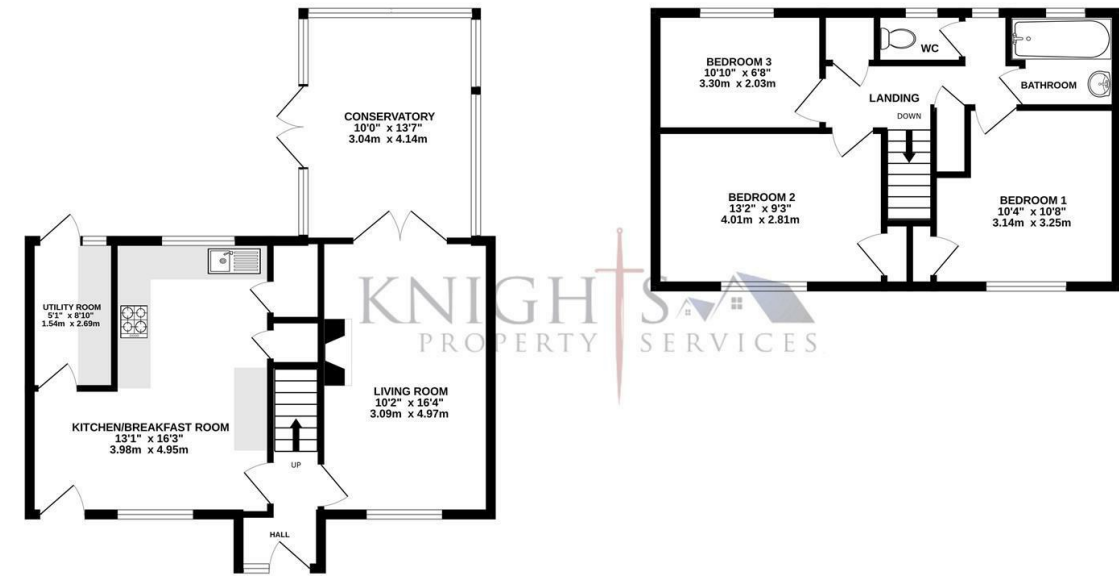 CONSERVATORY
10'0" x 13'7"
3.04m x 4.14m
UTILITY ROOM
5'1" x 8'10"
1.54m x 2.69m
KITCHEN/BREAKFAST ROOM
13'1" x 16'3"
3.98m x 4.95m
LIVING ROOM
10'2" x 16'4"
3.09m x 4.97m
UP
HALL
BEDROOM 3
10'10" x 6'8"
3.30m x 2.03m
WC
BATHROOM
LANDING
DOWN
BEDROOM 2
13'2" x 9'3"
4.01m x 2.81m
BEDROOM 1
10'4" x 10'8"
3.14m x 3.25m
KNIGHTS
PROPERTY SERVICES